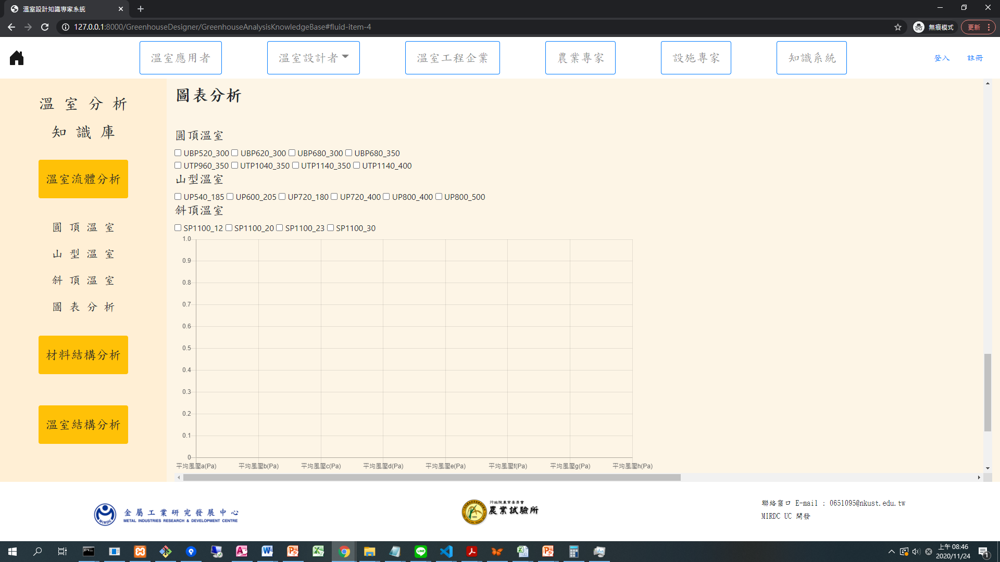 溫室設計知識專家系統
127.0.0.1:8000/GreenhouseDesigner/GreenhouseAnalysisKnowledgeBase#fluid-item-4
無痕模式
更新
溫室應用者
溫室設計者
溫室工程企業
農業專家
設施專家
知識系統
登入
註冊
溫室分析
知識庫
溫室流體分析
圓頂溫室
山型溫室
斜頂溫室
圖表分析
材料結構分析
溫室結構分析
圖表分析
圓頂溫室
UBP520_300 UBP620_300 UBP680_300 UBP680_350
UTP960_350 UTP1040_350 UTP1140_350 UTP1140_400
山型溫室
UP540_185 UP600_205 UP720_180 UP720_400 UP800_400 UP800_500
斜頂溫室
SP1100_12 SP1100_20 SP1100_23 SP1100_30
1.0
0.9
0.8
0.7
0.6
0.5
0.4
0.3
0.2
0.1
0
平均風壓a(Pa) 平均風壓b(Pa) 平均風壓c(Pa) 平均風壓d(Pa) 平均風壓e(Pa) 平均風壓f(Pa) 平均風壓g(Pa) 平均風壓h(Pa)
MIRDC
金屬工業研究發展中心
METAL INDUSTRIES RESEARCH & DEVELOPMENT CENTRE
行政院農業委員會
農業試驗所
聯絡窗口 E-mail : 0651095@nkust.edu.tw
MIRDC UC 開發
上午 08:46
2020/11/24
1